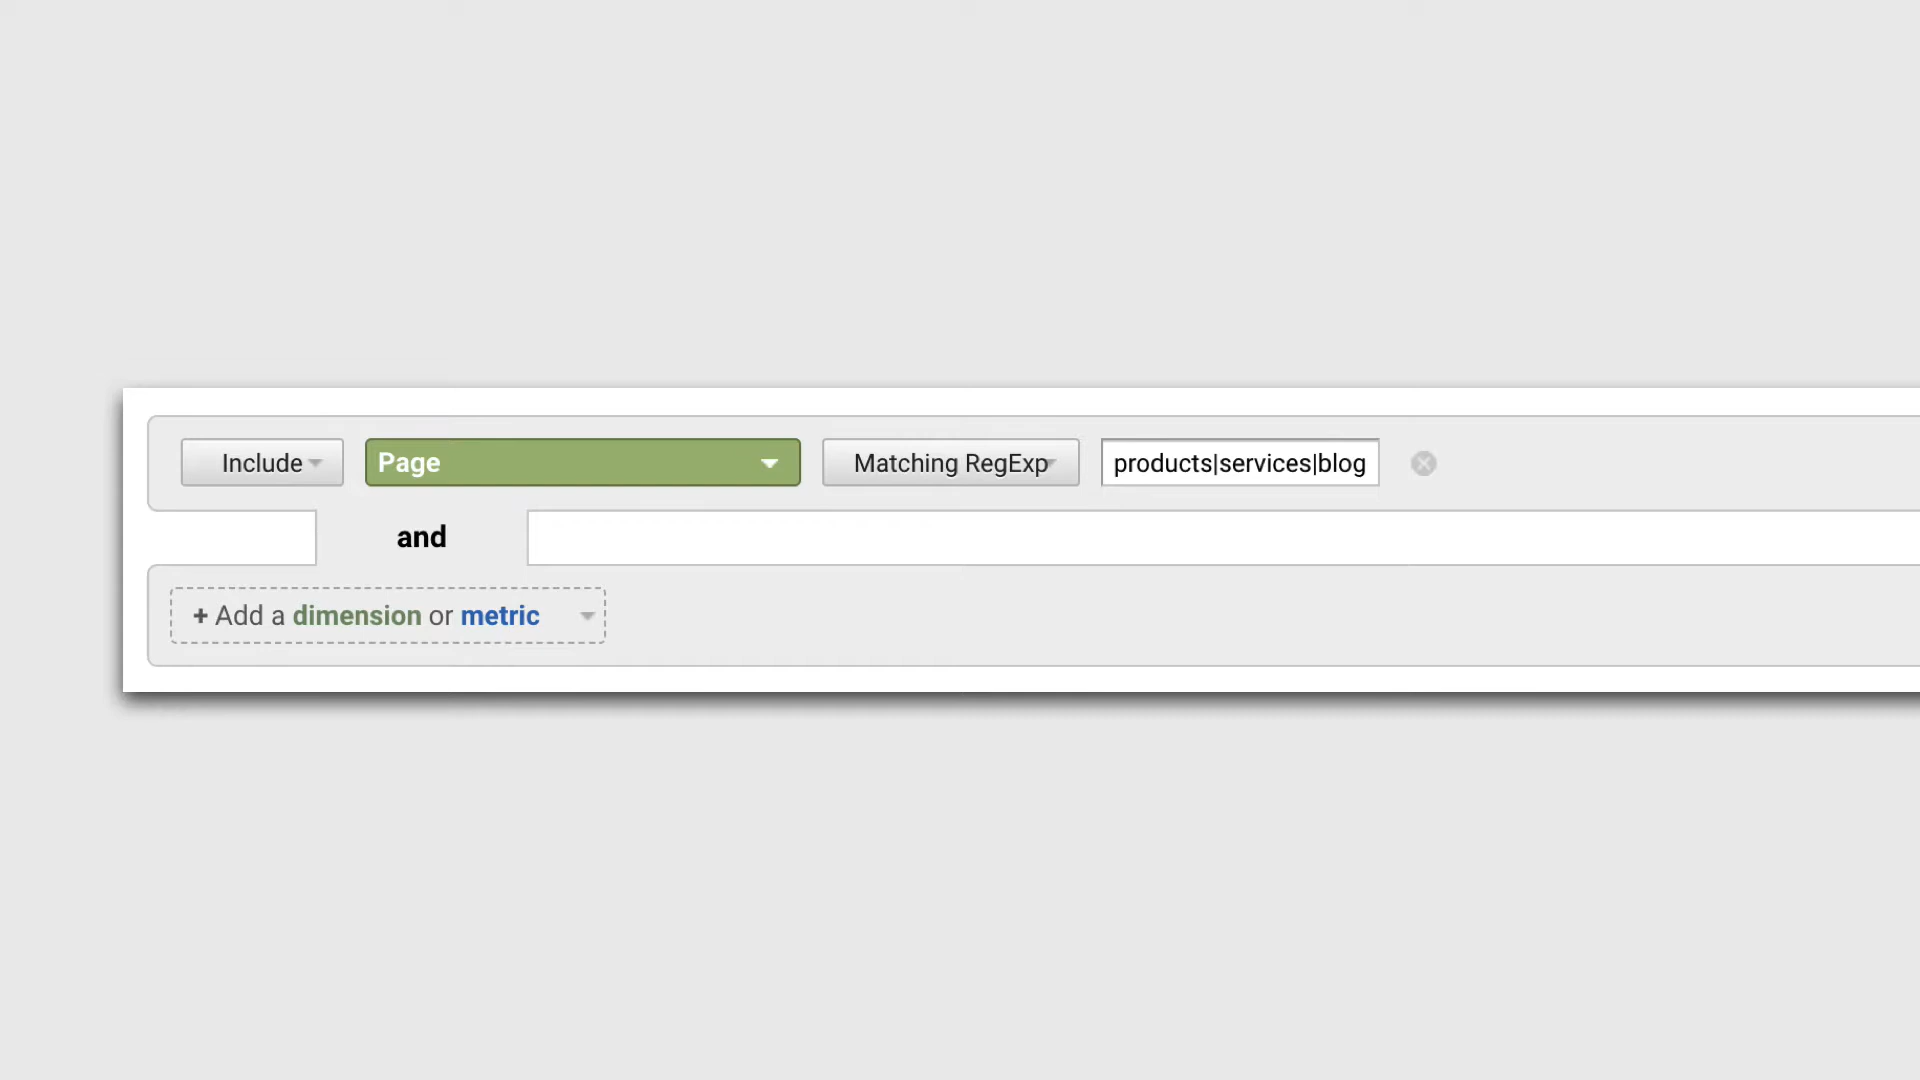 Include Page Matching RegExp products|services|blog
and
+ Add a dimension or metric